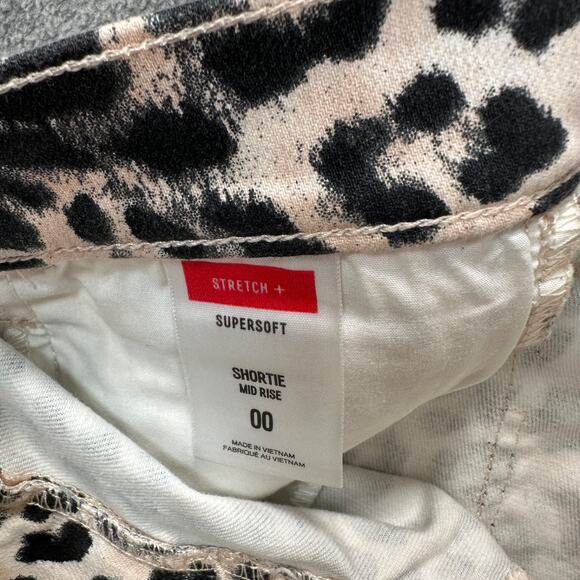 STRETCH +
SUPERSOFT
SHORTIE
MID RISE
00
MADE IN VIETNAM
FABRIQUÉ AU VIETNAM